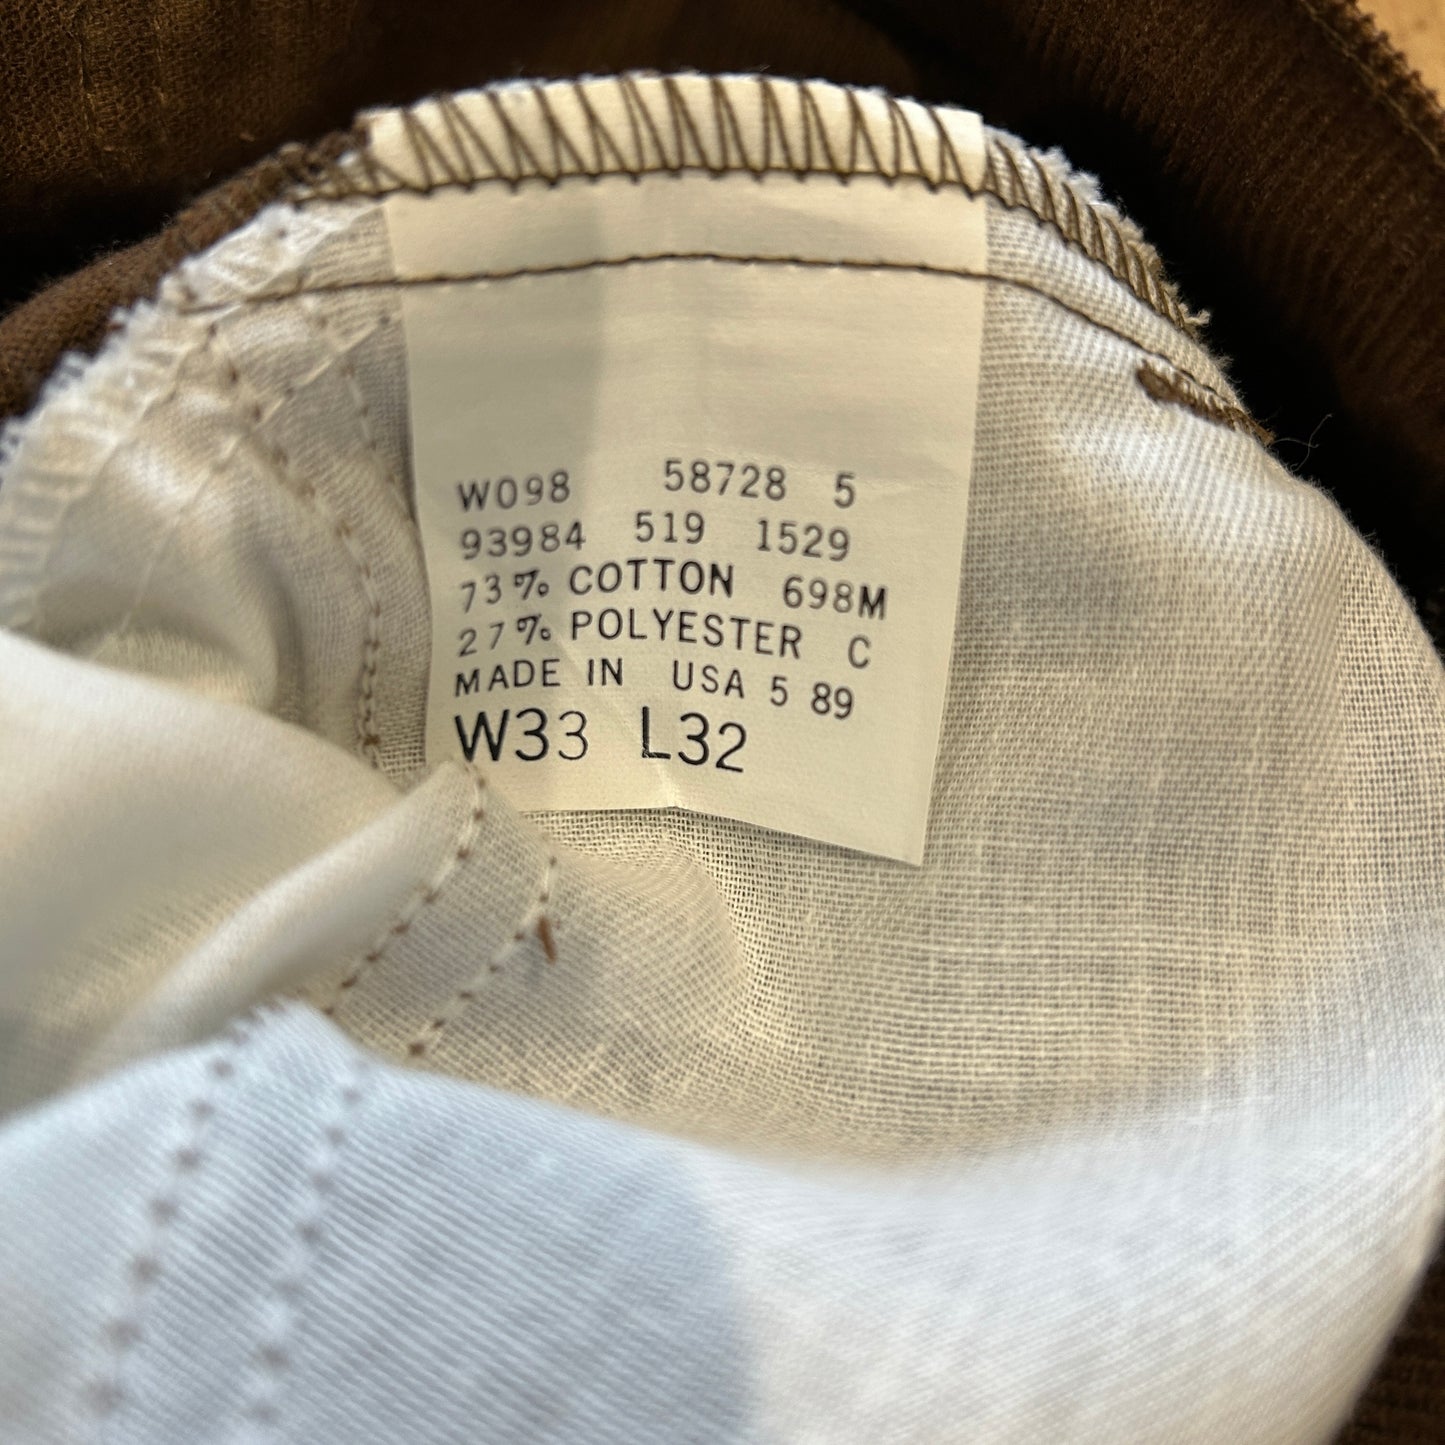 W098 58728 5
93984 519 1529
73% COTTON 698M
27% POLYESTER C
MADE IN USA 5 89
W33 L32